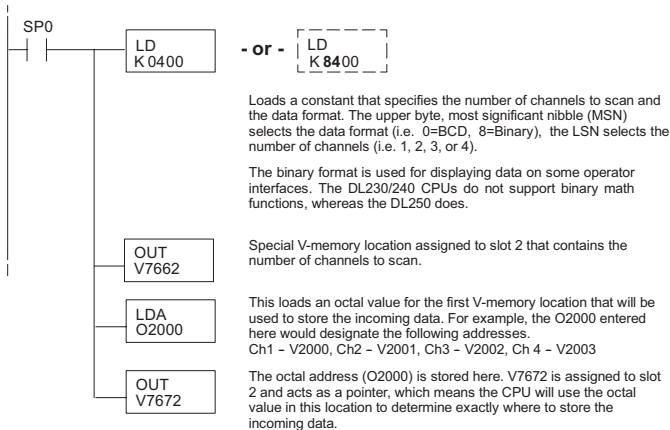 SP0
LD
K 0400
- or -
LD
K 8400
Loads a constant that specifies the number of channels to scan and
the data format. The upper byte, most significant nibble (MSN)
selects the data format (i.e. 0=BCD, 8=Binary), the LSN selects the
number of channels (i.e. 1, 2, 3, or 4).
The binary format is used for displaying data on some operator
interfaces. The DL230/240 CPUs do not support binary math
functions, whereas the DL250 does.
OUT
V7662
Special V-memory location assigned to slot 2 that contains the
number of channels to scan.
LDA
O2000
This loads an octal value for the first V-memory location that will be
used to store the incoming data. For example, the O2000 entered
here would designate the following addresses.
Ch1 - V2000, Ch2 - V2001, Ch3 - V2002, Ch 4 - V2003
OUT
V7672
The octal address (O2000) is stored here. V7672 is assigned to slot
2 and acts as a pointer, which means the CPU will use the octal
value in this location to determine exactly where to store the
incoming data.